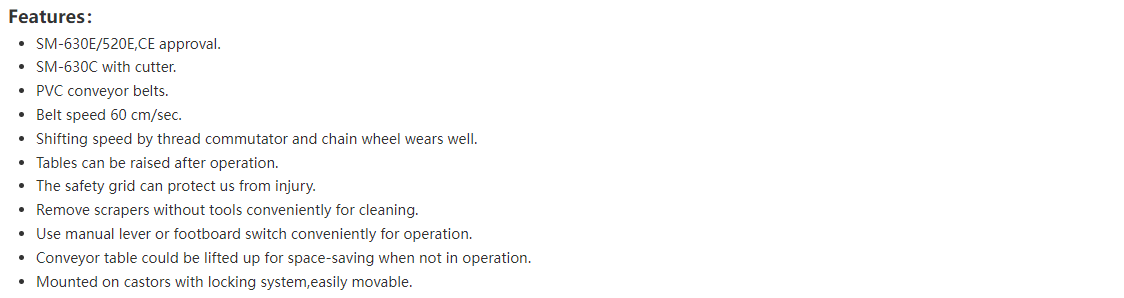 Features:
• SM-630E/520E,CE approval.
• SM-630C with cutter.
• PVC conveyor belts.
• Belt speed 60 cm/sec.
• Shifting speed by thread commutator and chain wheel wears well.
• Tables can be raised after operation.
• The safety grid can protect us from injury.
• Remove scrapers without tools conveniently for cleaning.
• Use manual lever or footboard switch conveniently for operation.
• Conveyor table could be lifted up for space-saving when not in operation.
• Mounted on castors with locking system,easily movable.